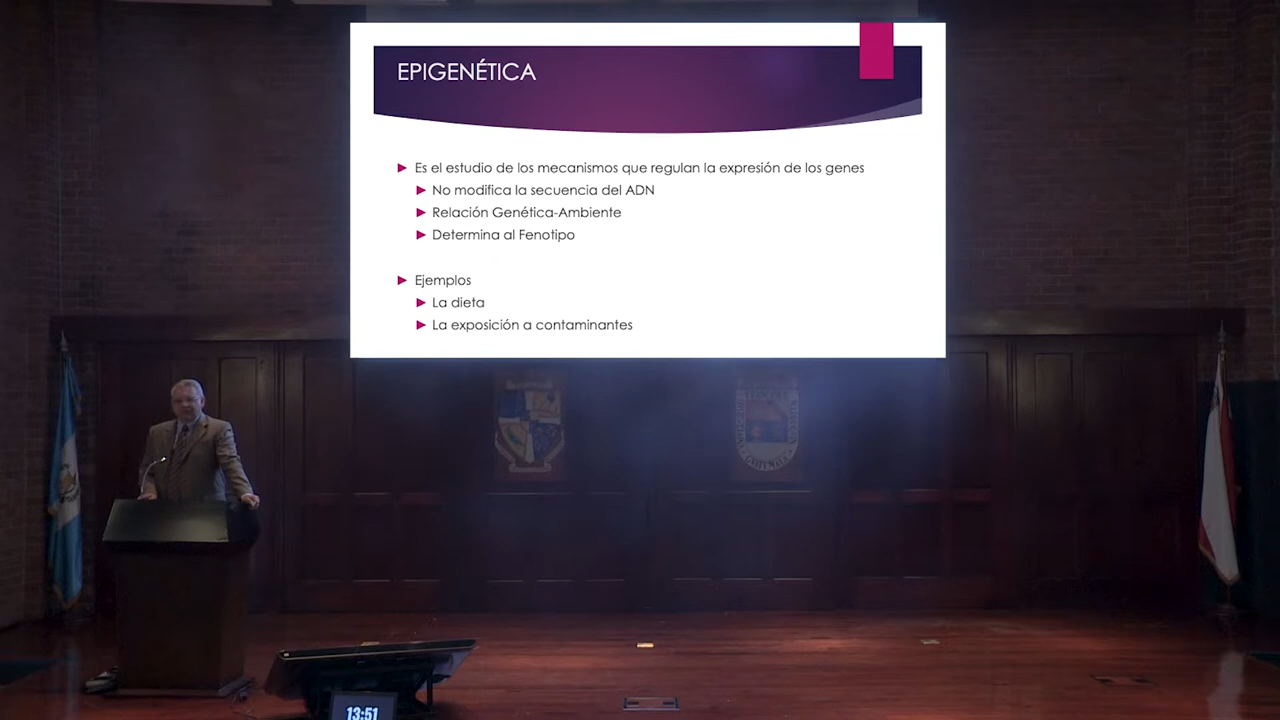 EPIGENÉTICA
Es el estudio de los mecanismos que regulan la expresión de los genes
No modifica la secuencia del ADN
Relación Genética-Ambiente
Determina al Fenotipo
Ejemplos
La dieta
La exposición a contaminantes
13:51